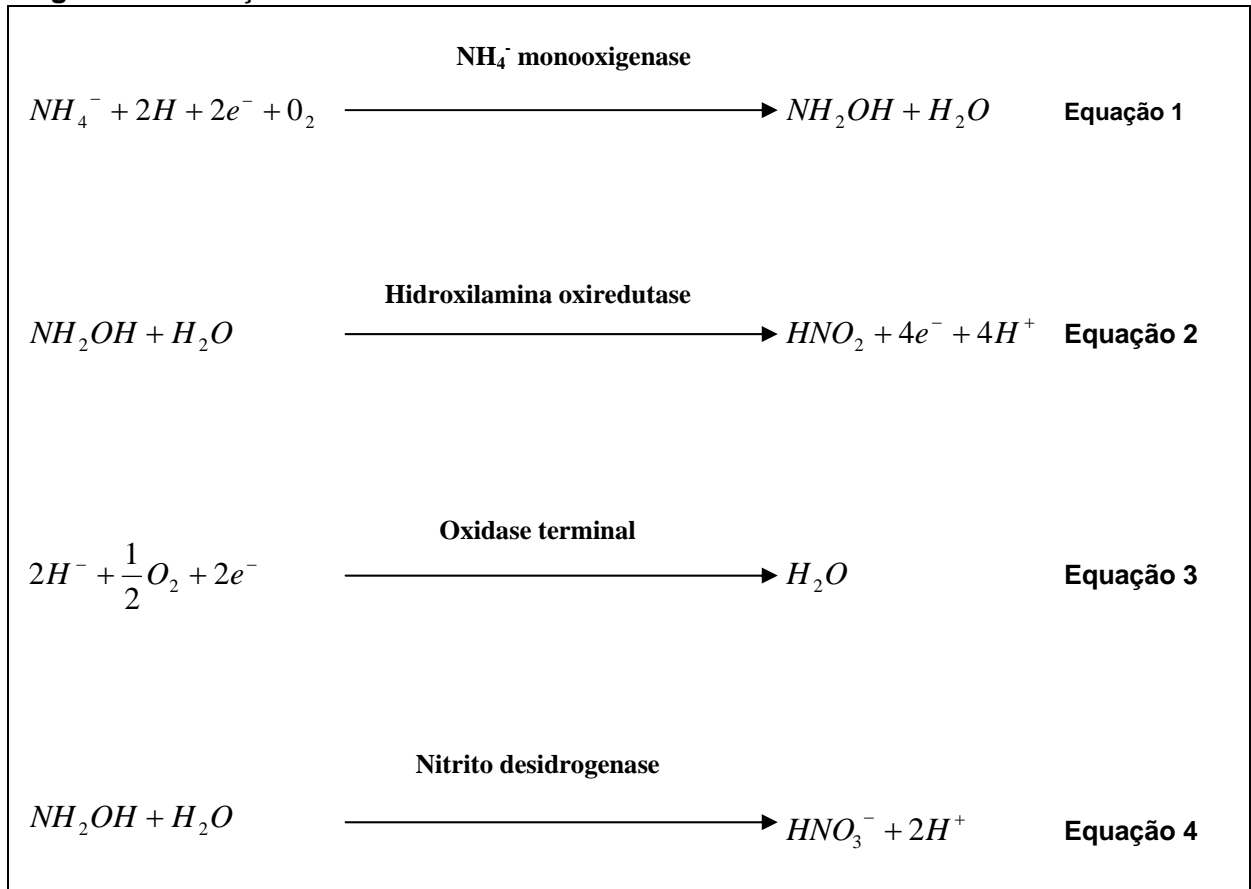 NH₄⁻ monooxigenase
NH₄⁻ + 2H + 2e⁻ + 0₂ → NH₂OH + H₂O Equação 1
Hidroxilamina oxiredutase
NH₂OH + H₂O → HNO₂ + 4e⁻ + 4H⁺ Equação 2
Oxidase terminal
2H⁻ + 1/2 O₂ + 2e⁻ → H₂O Equação 3
Nitrito desidrogenase
NH₂OH + H₂O → HNO₃⁻ + 2H⁺ Equação 4